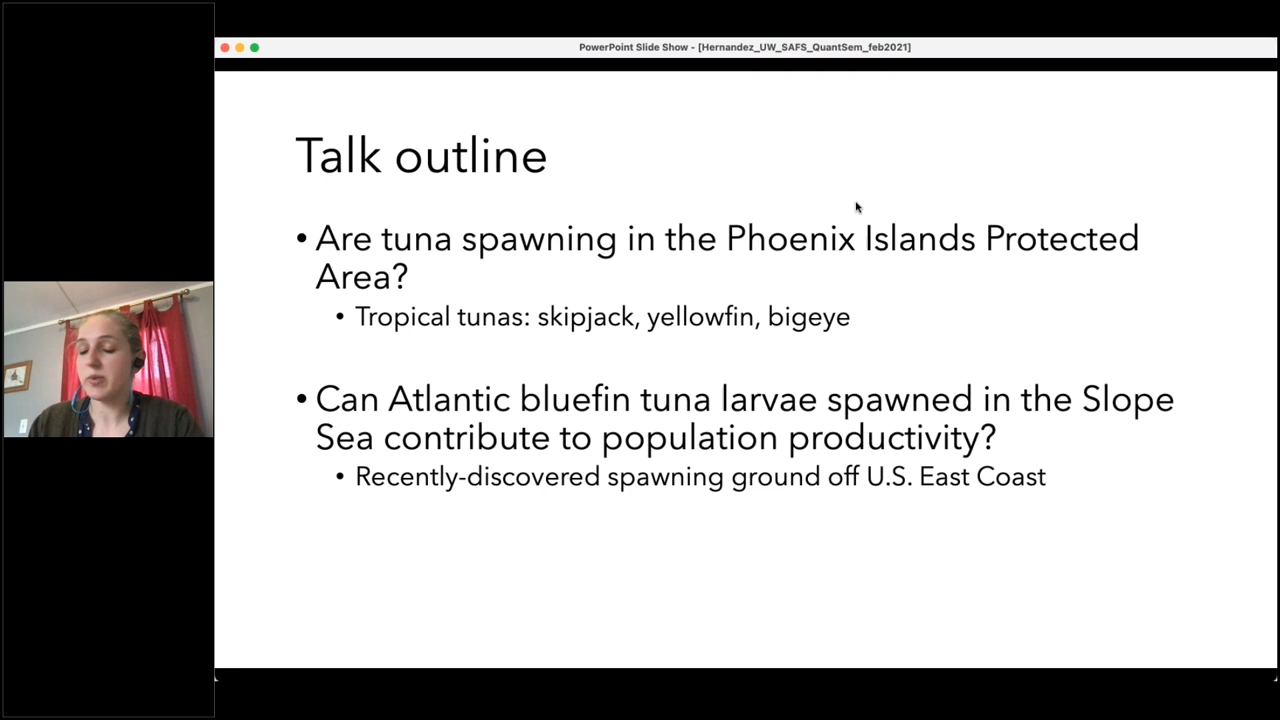 PowerPoint Slide Show - [Hernandez_UW_SAFS_QuantSem_feb2021]
Talk outline
• Are tuna spawning in the Phoenix Islands Protected
Area?
• Tropical tunas: skipjack, yellowfin, bigeye
• Can Atlantic bluefin tuna larvae spawned in the Slope
Sea contribute to population productivity?
• Recently-discovered spawning ground off U.S. East Coast